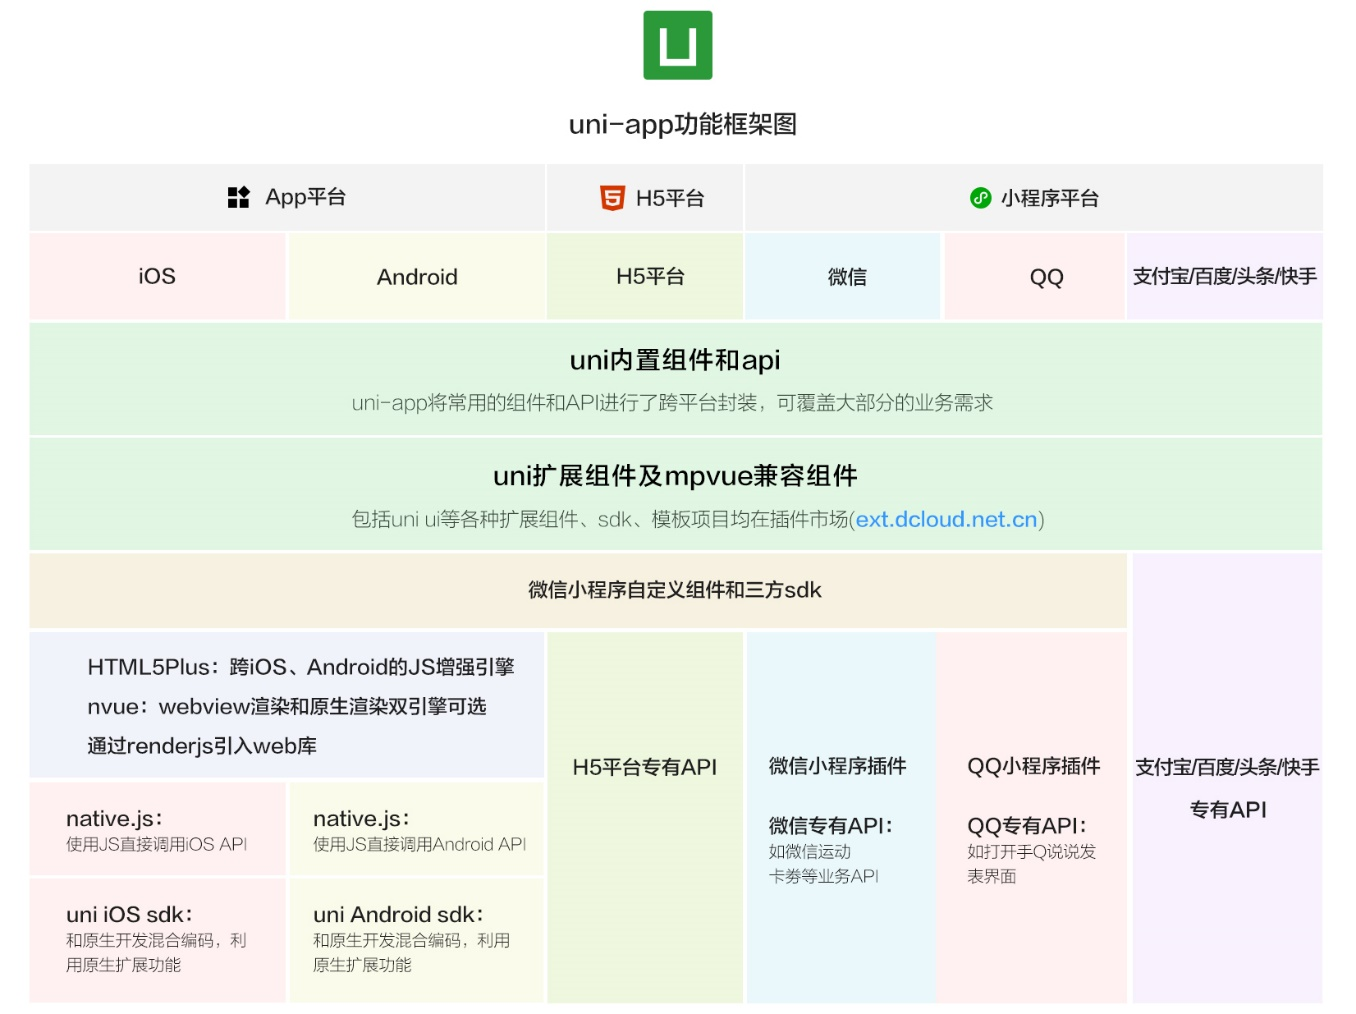 uni-app功能框架图
App平台
H5平台
小程序平台
iOS
Android
H5平台
微信
QQ
支付宝/百度/头条/快手
uni内置组件和api
uni-app将常用的组件和API进行了跨平台封装，可覆盖大部分的业务需求
uni扩展组件及mpvue兼容组件
包括uni ui等各种扩展组件、sdk、模板项目均在插件市场(ext.dcloud.net.cn)
微信小程序自定义组件和三方sdk
HTML5Plus：跨iOS、Android的JS增强引擎
nvue：webview渲染和原生渲染双引擎可选
通过renderjs引入web库
native.js：
使用JS直接调用iOS API
native.js：
使用JS直接调用Android API
uni iOS sdk：
和原生开发混合编码，利
用原生扩展功能
uni Android sdk：
和原生开发混合编码，利用
原生扩展功能
H5平台专有API
微信小程序插件
微信专有API：
如微信运动
卡劵等业务API
QQ小程序插件
QQ专有API：
如打开手Q说说发
表界面
支付宝/百度/头条/快手
专有API